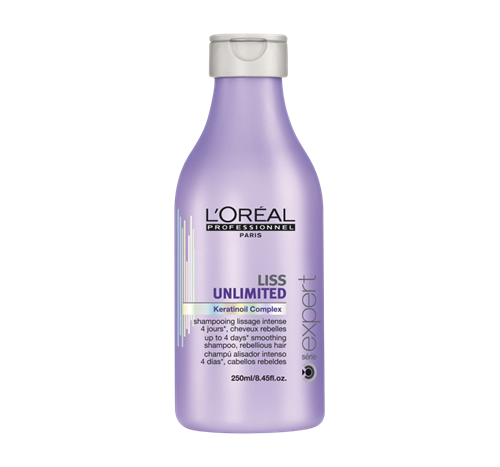 L'ORÉAL
PROFESSIONNEL
PARIS
LISS
UNLIMITED
Keratinoil Complex
shampooing lissage intense
4 jours*, cheveux rebelles
up to 4 days* smoothing
shampoo, rebellious hair
champú alisador intenso
4 días*, cabellos rebeldes
250ml/8.45fl.oz.
série expert